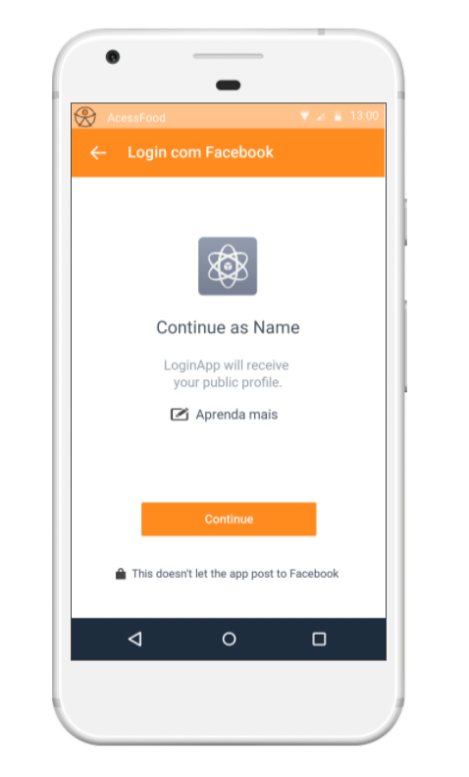 AcessFood 13:00
Login com Facebook
Continue as Name
LoginApp will receive
your public profile.
Aprenda mais
Continue
This doesn't let the app post to Facebook